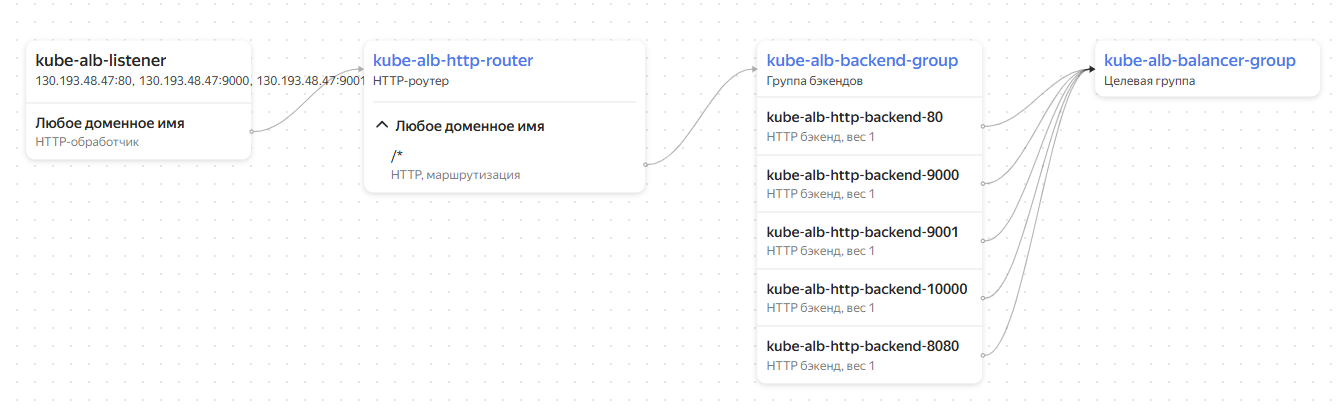 kube-alb-listener
130.193.48.47:80, 130.193.48.47:9000, 130.193.48.47:9001
Любое доменное имя
HTTP-обработчик
kube-alb-http-router
HTTP-роутер
Любое доменное имя
/*
HTTP, маршрутизация
kube-alb-backend-group
Группа бэкендов
kube-alb-http-backend-80
HTTP бэкенд, вес 1
kube-alb-http-backend-9000
HTTP бэкенд, вес 1
kube-alb-http-backend-9001
HTTP бэкенд, вес 1
kube-alb-http-backend-10000
HTTP бэкенд, вес 1
kube-alb-http-backend-8080
HTTP бэкенд, вес 1
kube-alb-balancer-group
Целевая группа